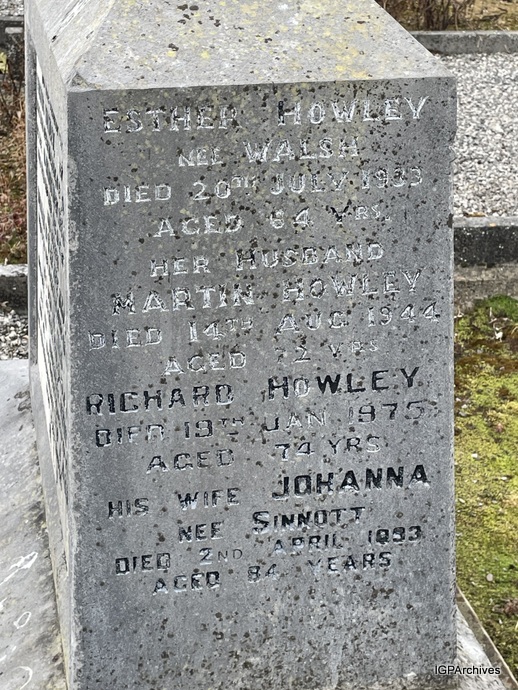 ESTHER HOWLEY
NEE WALSH
DIED 20TH JULY 1933
AGED 64 YRS.
HER HUSBAND
MARTIN HOWLEY
DIED 14TH AUG 1944
AGED 72 YRS
RICHARD HOWLEY
DIED 19TH JAN 1975
AGED 74 YRS
HIS WIFE JOHANNA
NEE SINNOTT
DIED 2ND APRIL 1993
AGED 84 YEARS
IGPArchives